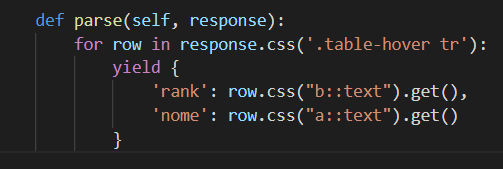 def parse(self, response):
    for row in response.css('.table-hover tr'):
        yield {
            'rank': row.css("b::text").get(),
            'nome': row.css("a::text").get()
        }